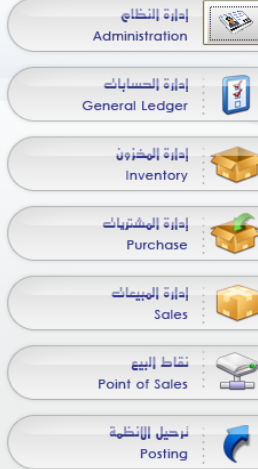 إدارة النظام
Administration
إدارة الحسابات
General Ledger
إدارة المخزون
Inventory
إدارة المشتريات
Purchase
إدارة المبيعات
Sales
نقاط البيع
Point of Sales
ترحيل الانظمة
Posting